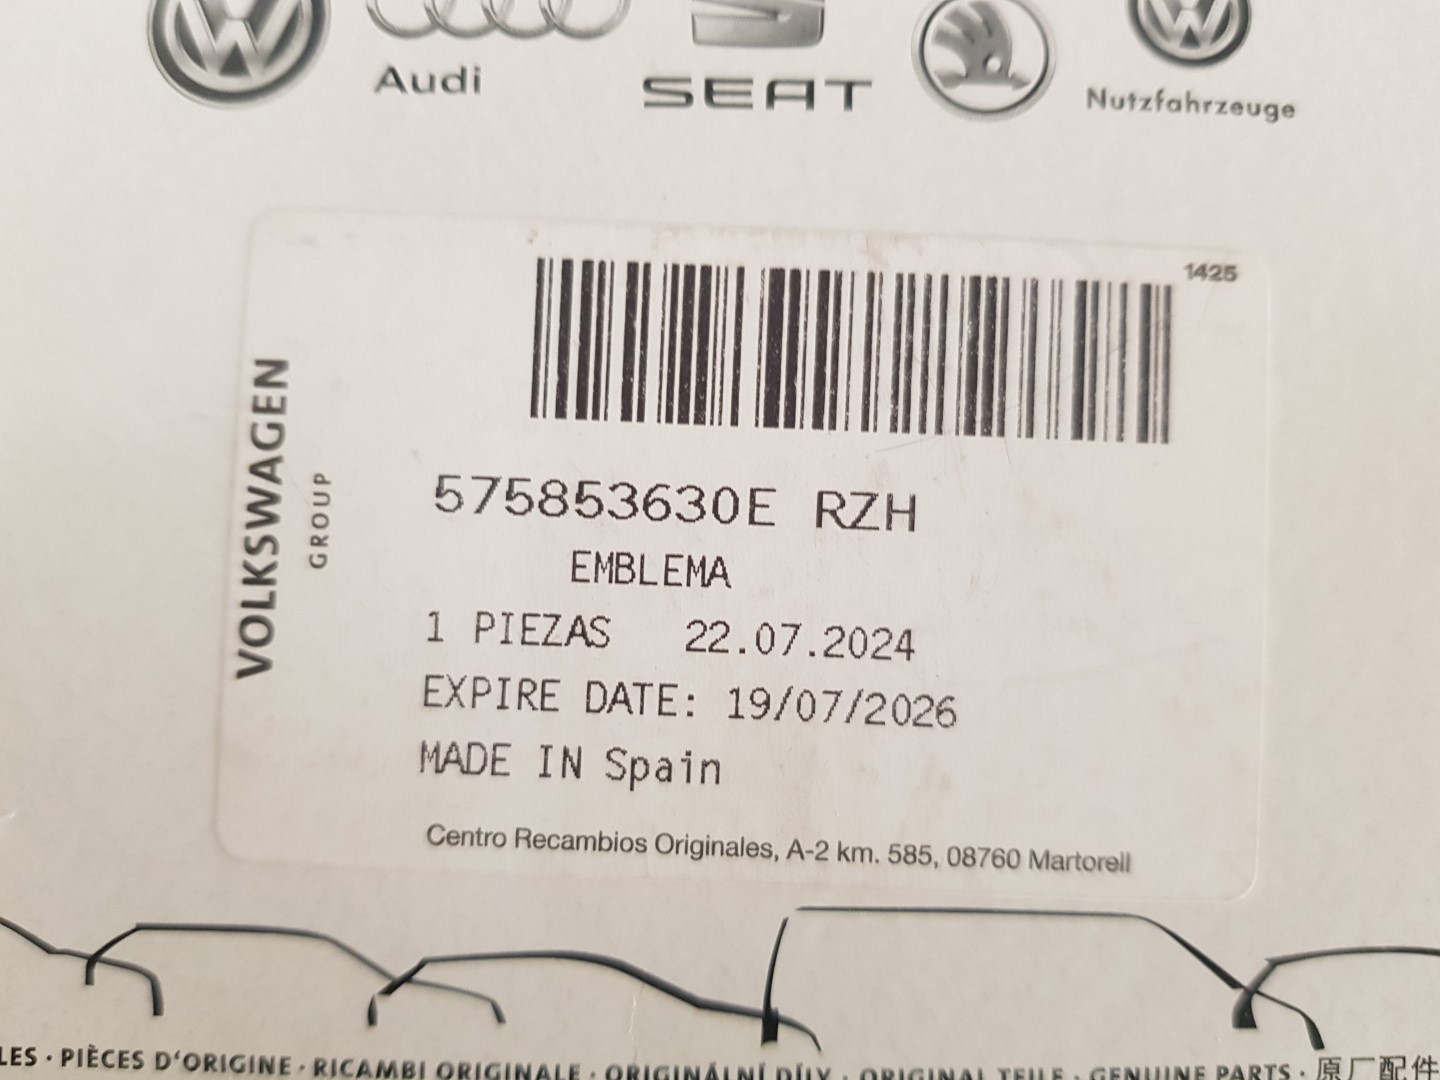 Audi
SEAT
Nutzfahrzeuge
1425
VOLKSWAGEN
GROUP
575853630E RZH
EMBLEMA
1 PIEZAS 22.07.2024
EXPIRE DATE: 19/07/2026
MADE IN Spain
Centro Recambios Originales, A-2 km. 585, 08760 Martorell
LES · PIÈCES D'ORIGINE · RICAMBI ORIGINALE · ORIGINÁLNÍ DÍLY · ORIGINAL TEILE · GENUINE PARTS · 原厂配件